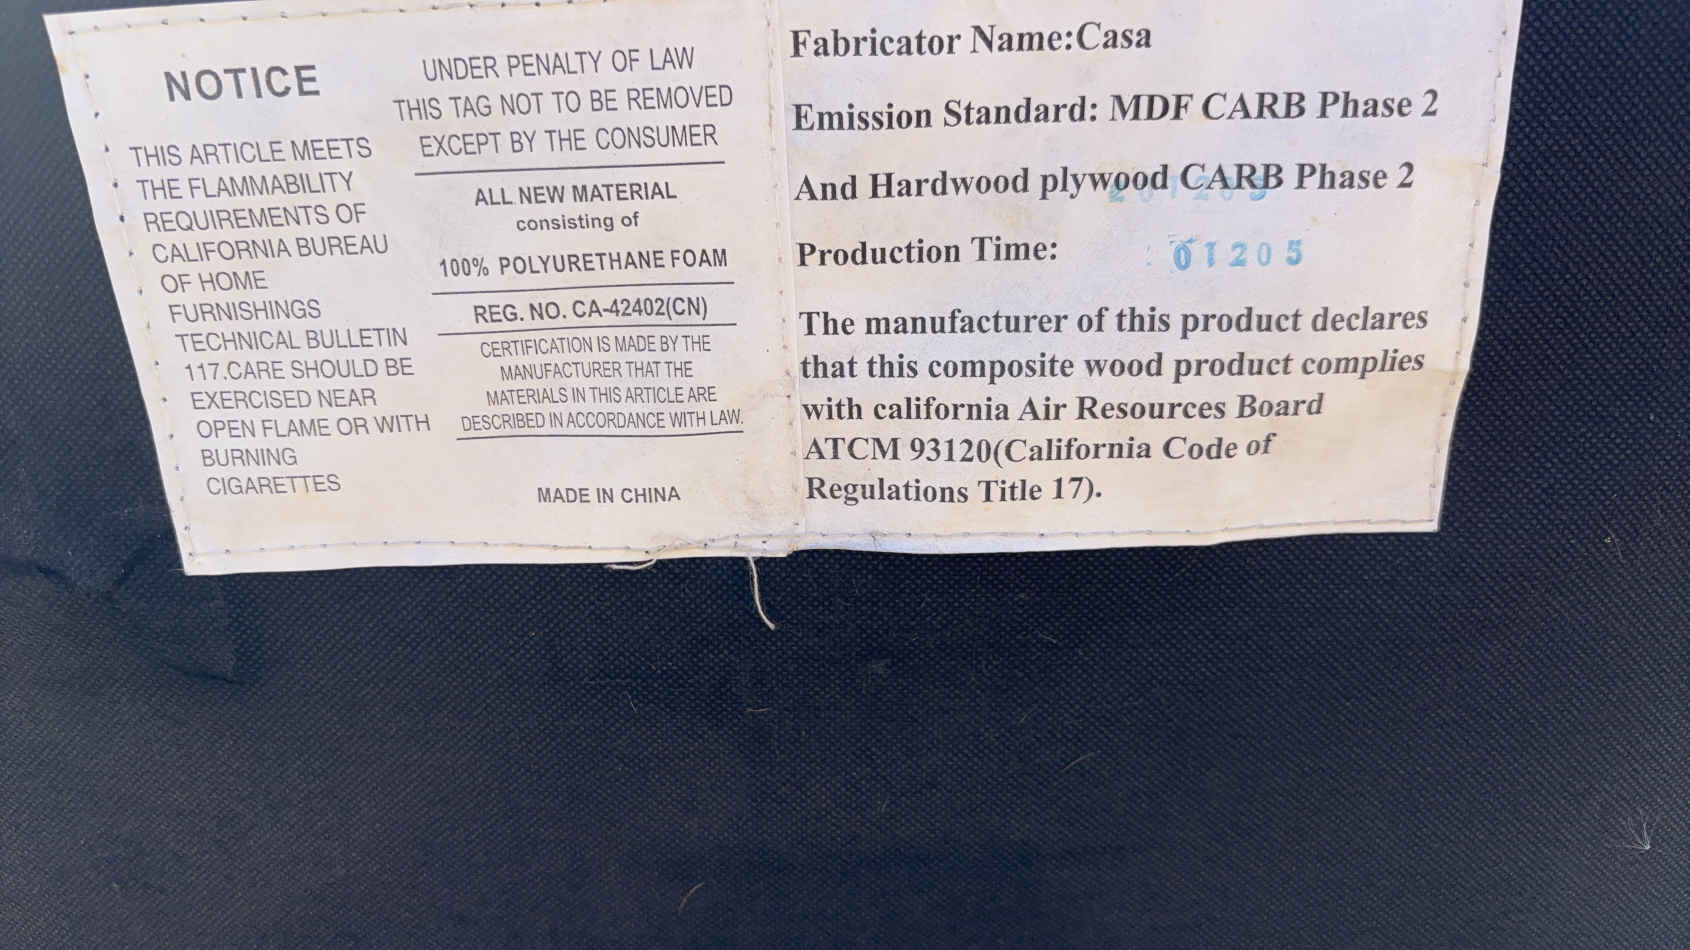 NOTICE
THIS ARTICLE MEETS
THE FLAMMABILITY
REQUIREMENTS OF
CALIFORNIA BUREAU
OF HOME
FURNISHINGS
TECHNICAL BULLETIN
117.CARE SHOULD BE
EXERCISED NEAR
OPEN FLAME OR WITH
BURNING
CIGARETTES
UNDER PENALTY OF LAW
THIS TAG NOT TO BE REMOVED
EXCEPT BY THE CONSUMER
ALL NEW MATERIAL
consisting of
100% POLYURETHANE FOAM
REG. NO. CA-42402(CN)
CERTIFICATION IS MADE BY THE
MANUFACTURER THAT THE
MATERIALS IN THIS ARTICLE ARE
DESCRIBED IN ACCORDANCE WITH LAW.
MADE IN CHINA
Fabricator Name:Casa
Emission Standard: MDF CARB Phase 2
And Hardwood plywood CARB Phase 2
Production Time: 01205
The manufacturer of this product declares
that this composite wood product complies
with california Air Resources Board
ATCM 93120(California Code of
Regulations Title 17).